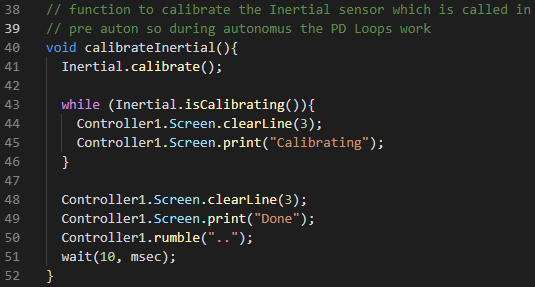 38 // function to calibrate the Inertial sensor which is called in
39 // pre auton so during autonomus the PD Loops work
40 void calibrateInertial(){
41   Inertial.calibrate();
42
43   while (Inertial.isCalibrating()){
44     Controller1.Screen.clearLine(3);
45     Controller1.Screen.print("Calibrating");
46   }
47
48   Controller1.Screen.clearLine(3);
49   Controller1.Screen.print("Done");
50   Controller1.rumble("..");
51   wait(10, msec);
52 }